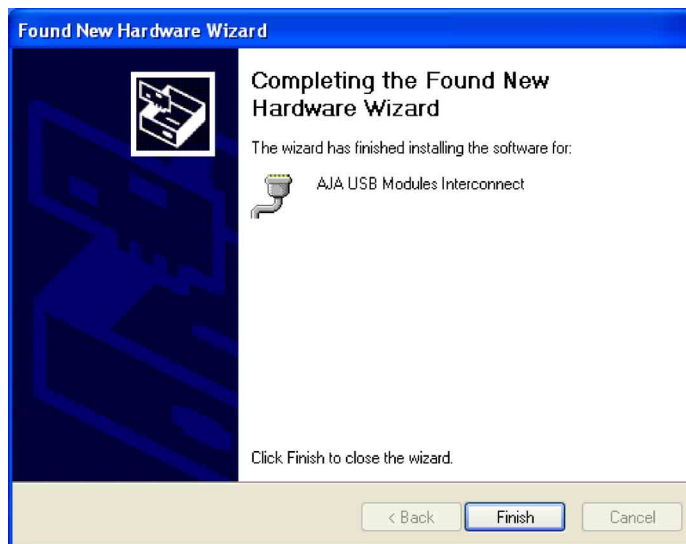 Found New Hardware Wizard
Completing the Found New
Hardware Wizard
The wizard has finished installing the software for:
AJA USB Modules Interconnect
Click Finish to close the wizard.
< Back
Finish
Cancel